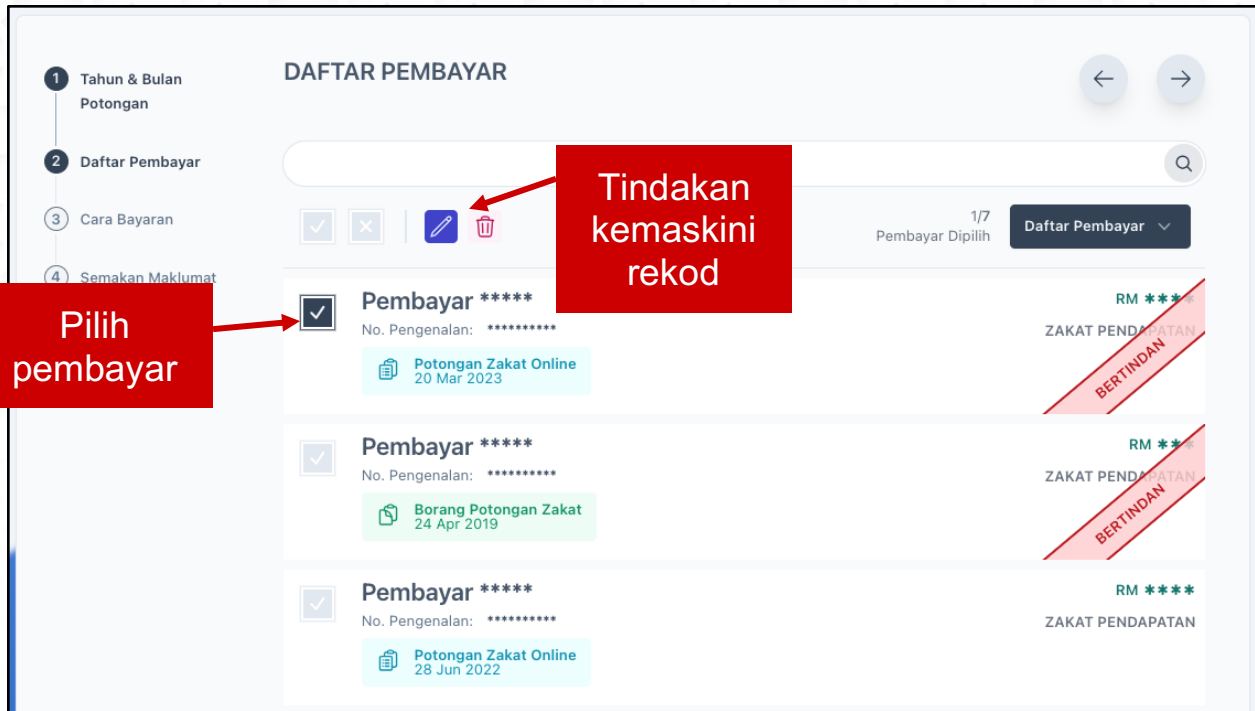 1 Tahun & Bulan
Potongan
2 Daftar Pembayar
3 Cara Bayaran
4 Semakan Maklumat
Pilih
pembayar
DAFTAR PEMBAYAR
Tindakan
kemaskini
rekod
1/7
Pembayar Dipilih
Daftar Pembayar
Pembayar *****
No. Pengenalan: **********
Potongan Zakat Online
20 Mar 2023
RM ****
ZAKAT PENDAPATAN
BERTINDAN
Pembayar *****
No. Pengenalan: **********
Borang Potongan Zakat
24 Apr 2019
RM ****
ZAKAT PENDAPATAN
BERTINDAN
Pembayar *****
No. Pengenalan: **********
Potongan Zakat Online
28 Jun 2022
RM ****
ZAKAT PENDAPATAN